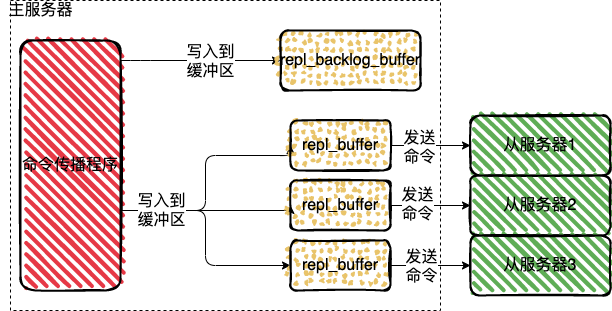 主服务器
写入到
缓冲区
repl_backlog_buffer
命令传播程序
写入到
缓冲区
repl_buffer
发送
命令
从服务器1
repl_buffer
发送
命令
从服务器2
repl_buffer
发送
命令
从服务器3